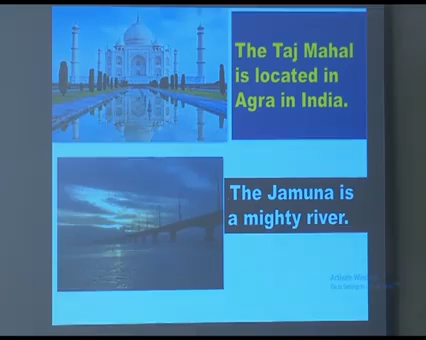 The Taj Mahal
is located in
Agra in India.
The Jamuna is
a mighty river.